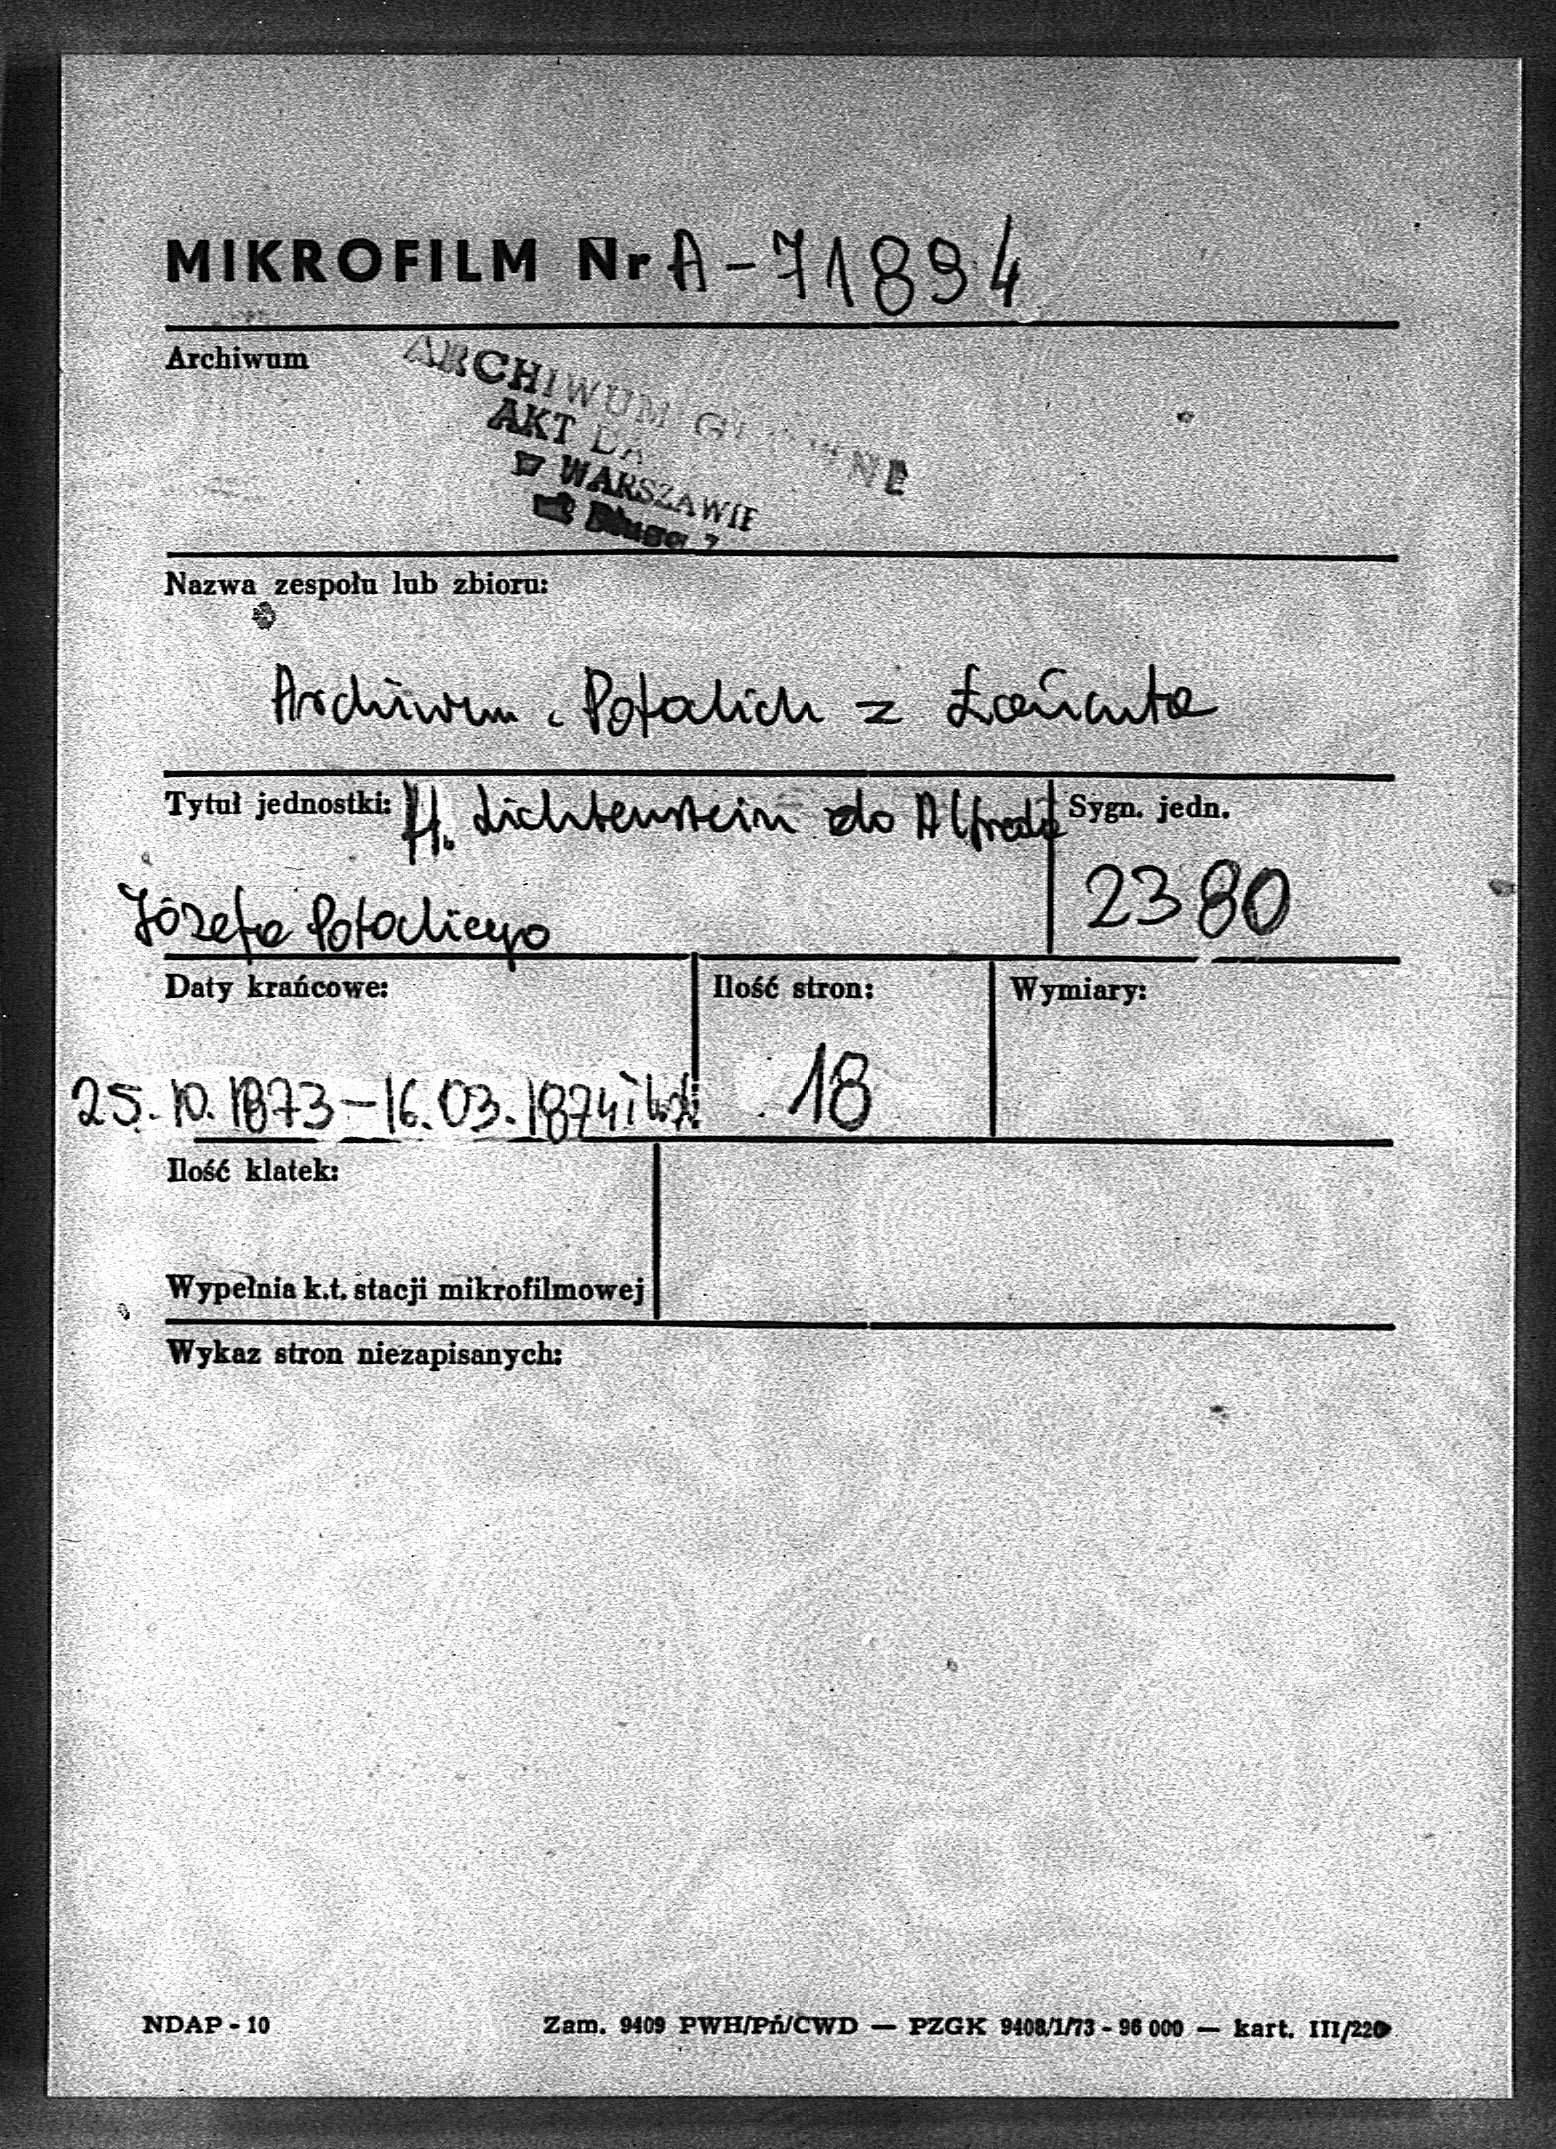 MIKROFILM Nr A-71894
Archiwum
ARCHIWUM GŁÓWNE
AKT DA
W WARSZAWIE
Długa 7
Nazwa zespołu lub zbioru:
Archiwum Potockich z Łańcuta
Tytuł jednostki: H. Lichtenstein do Alfreda
Sygn. jedn.
Józefa Potockiego
2380
Daty krańcowe:
Ilość stron:
Wymiary:
25.10.1873-16.03.1874 i b.d.
18
Ilość klatek:
Wypełnia k.t. stacji mikrofilmowej
Wykaz stron niezapisanych:
NDAP - 10
Zam. 9409 PWH/Pń/CWD — PZGK 9408/1/73 - 96 000 — kart. III/220